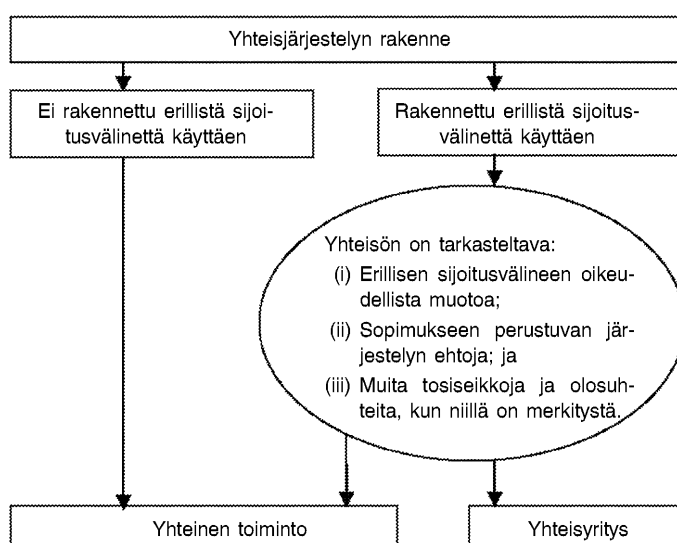 Yhteisjärjestelyn rakenne
Ei rakennettu erillistä sijoi-
tusvälinettä käyttäen
Rakennettu erillistä sijoitus-
välinettä käyttäen
Yhteisön on tarkasteltava:
(i) Erillisen sijoitusvälineen oikeu-
dellista muotoa;
(ii) Sopimukseen perustuvan jär-
jestelyn ehtoja; ja
(iii) Muita tosiseikkoja ja olosuh-
teita, kun niillä on merkitystä.
Yhteinen toiminto
Yhteisyritys